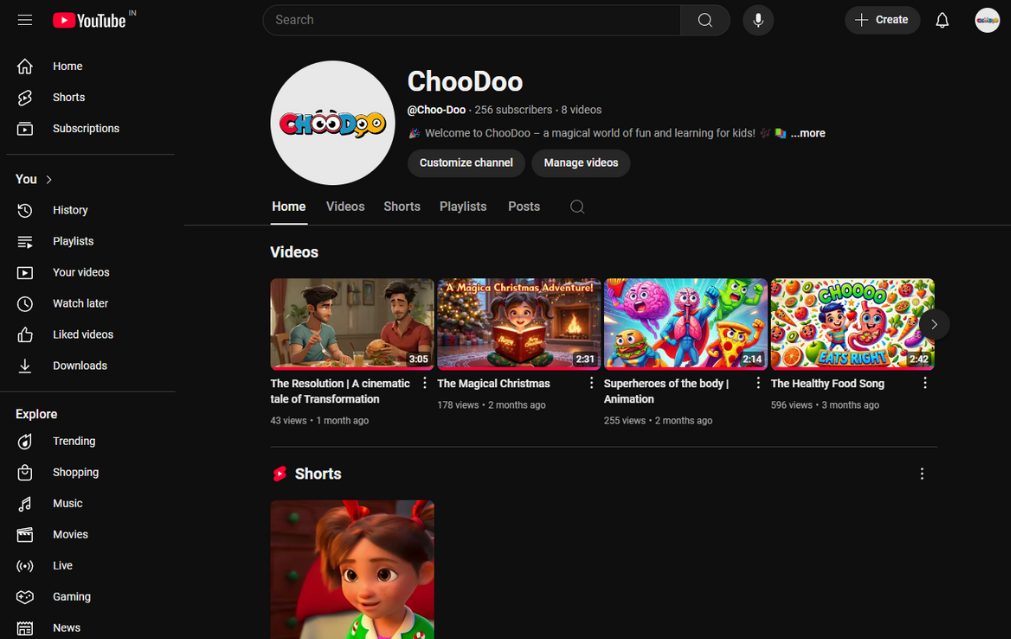 YouTube IN
Search
Create
Home
Shorts
Subscriptions
You
History
Playlists
Your videos
Watch later
Liked videos
Downloads
Explore
Trending
Shopping
Music
Movies
Live
Gaming
News
CHOODOO
ChooDoo
@Choo-Doo · 256 subscribers · 8 videos
🎉 Welcome to ChooDoo – a magical world of fun and learning for kids! ...more
Customize channel
Manage videos
Home Videos Shorts Playlists Posts
Videos
3:05
The Resolution | A cinematic
tale of Transformation
43 views • 1 month ago
A Magica Christmas Adventure!
2:31
The Magical Christmas
178 views • 2 months ago
2:14
Superheroes of the body |
Animation
255 views • 2 months ago
CHOOOO
EATS RIGHT
2:42
The Healthy Food Song
596 views • 3 months ago
Shorts